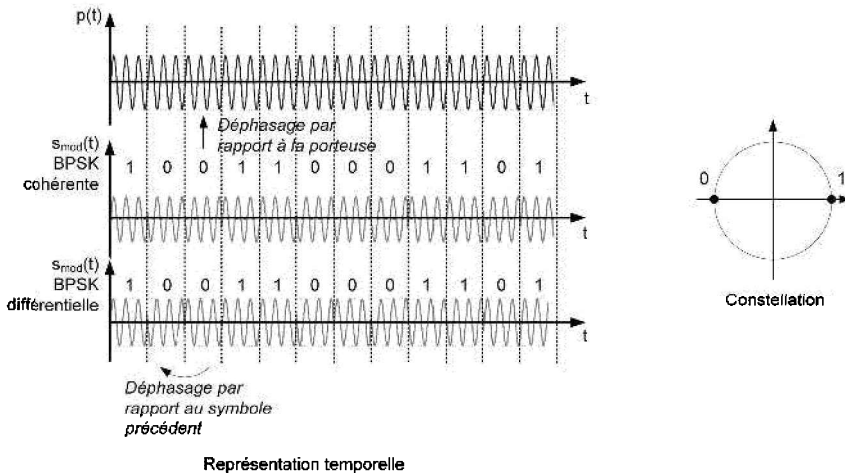 p(t)
t
Déphasage par
rapport à la porteuse
s_mod(t)
BPSK
cohérente
1 0 0 1 1 0 0 0 1 1 0 1
t
s_mod(t)
BPSK
différentielle
1 0 0 1 1 0 0 0 1 1 0 1
t
Déphasage par
rapport au symbole
précédent
Représentation temporelle
0 1
Constellation